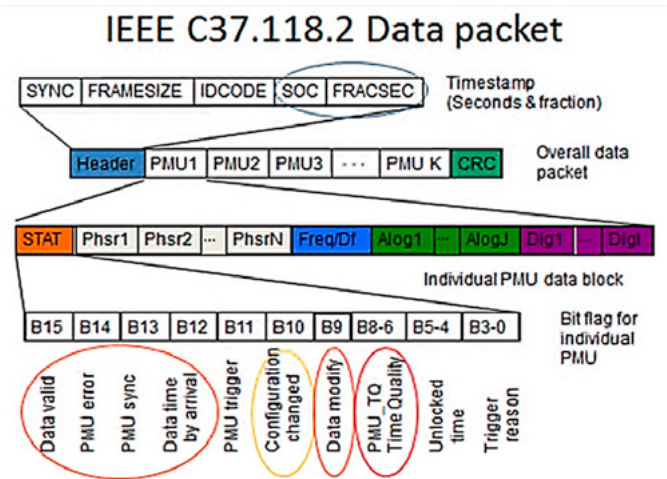 IEEE C37.118.2 Data packet
SYNC FRAMESIZE IDCODE SOC FRACSEC
Timestamp
(Seconds & fraction)
Header PMU1 PMU2 PMU3 --- PMU K CRC
Overall data
packet
STAT Phsr1 Phsr2 ... PhsrN Freq/Df Alog1 ... AlogJ Dig1 ... DigI
Individual PMU data block
B15 B14 B13 B12 B11 B10 B9 B8-6 B5-4 B3-0
Bit flag for
individual
PMU
Data valid
PMU error
PMU sync
Data time
by arrival
PMU trigger
Configuration
changed
Data modify
PMU_TQ
Time Quality
Unlocked
time
Trigger
reason